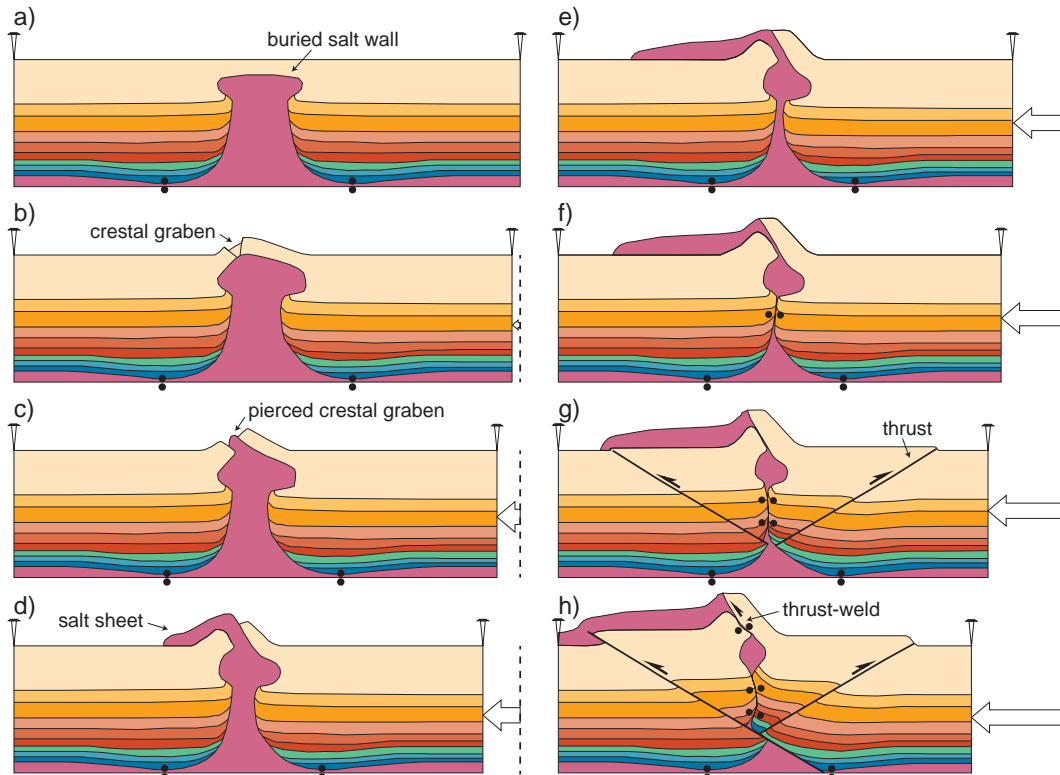 a)
buried salt wall
b)
crestal graben
c)
pierced crestal graben
d)
salt sheet
e)
f)
g)
thrust
h)
thrust-weld